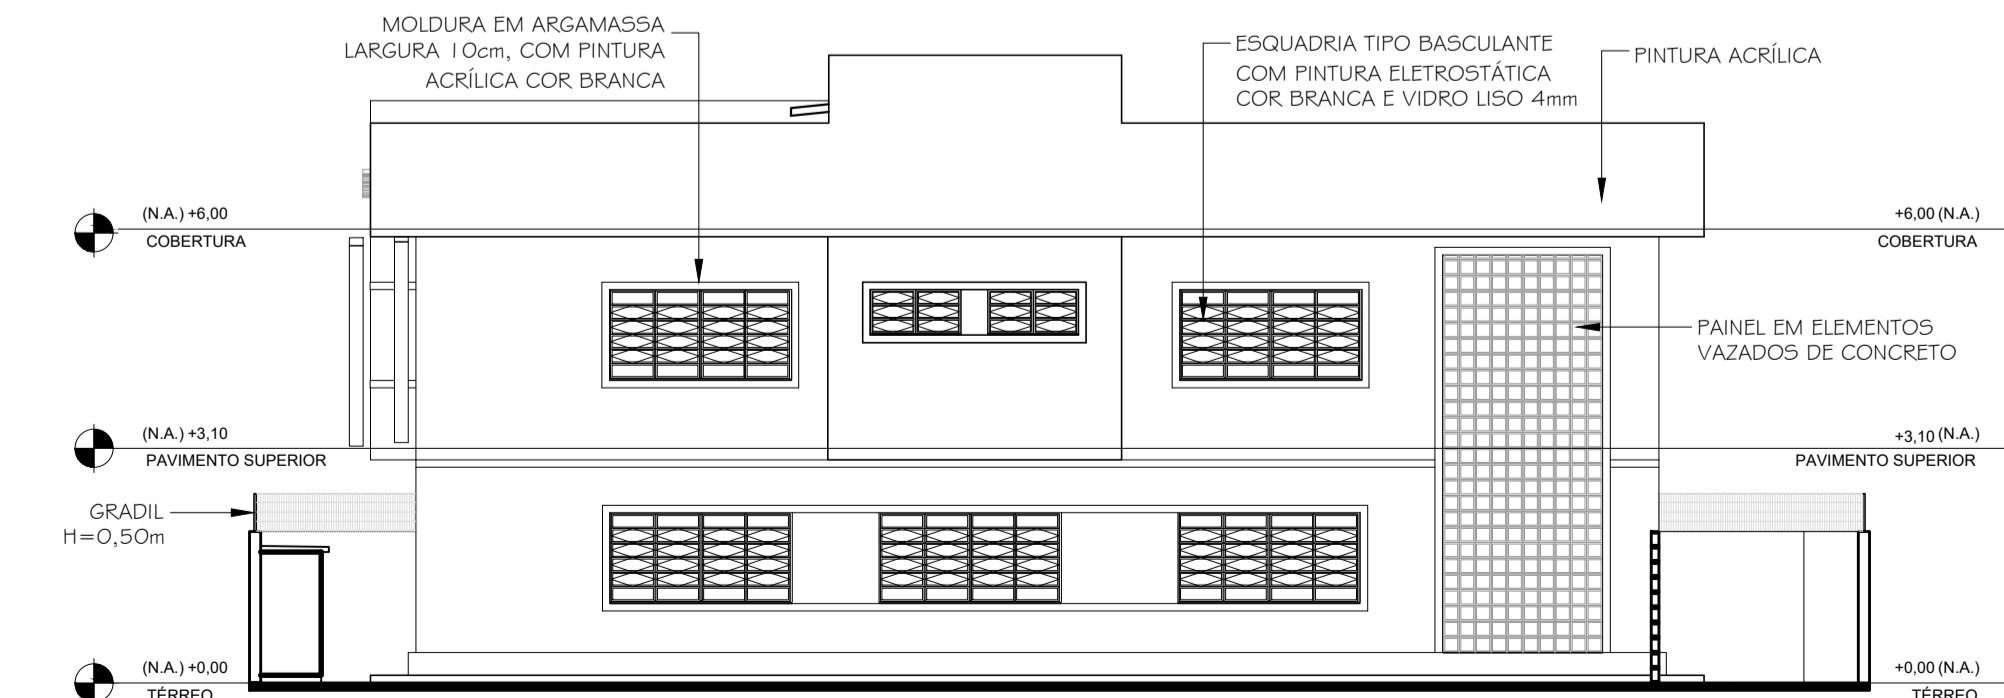 MOLDURA EM ARGAMASSA
LARGURA 10cm, COM PINTURA
ACRÍLICA COR BRANCA
ESQUADRIA TIPO BASCULANTE
COM PINTURA ELETROSTÁTICA
COR BRANCA E VIDRO LISO 4mm
PINTURA ACRÍLICA
(N.A.) +6,00
COBERTURA
+6,00 (N.A.)
COBERTURA
PAINEL EM ELEMENTOS
VAZADOS DE CONCRETO
(N.A.) +3,10
PAVIMENTO SUPERIOR
+3,10 (N.A.)
PAVIMENTO SUPERIOR
GRADIL
H=0,50m
(N.A.) +0,00
TÉRREO
+0,00 (N.A.)
TÉRREO